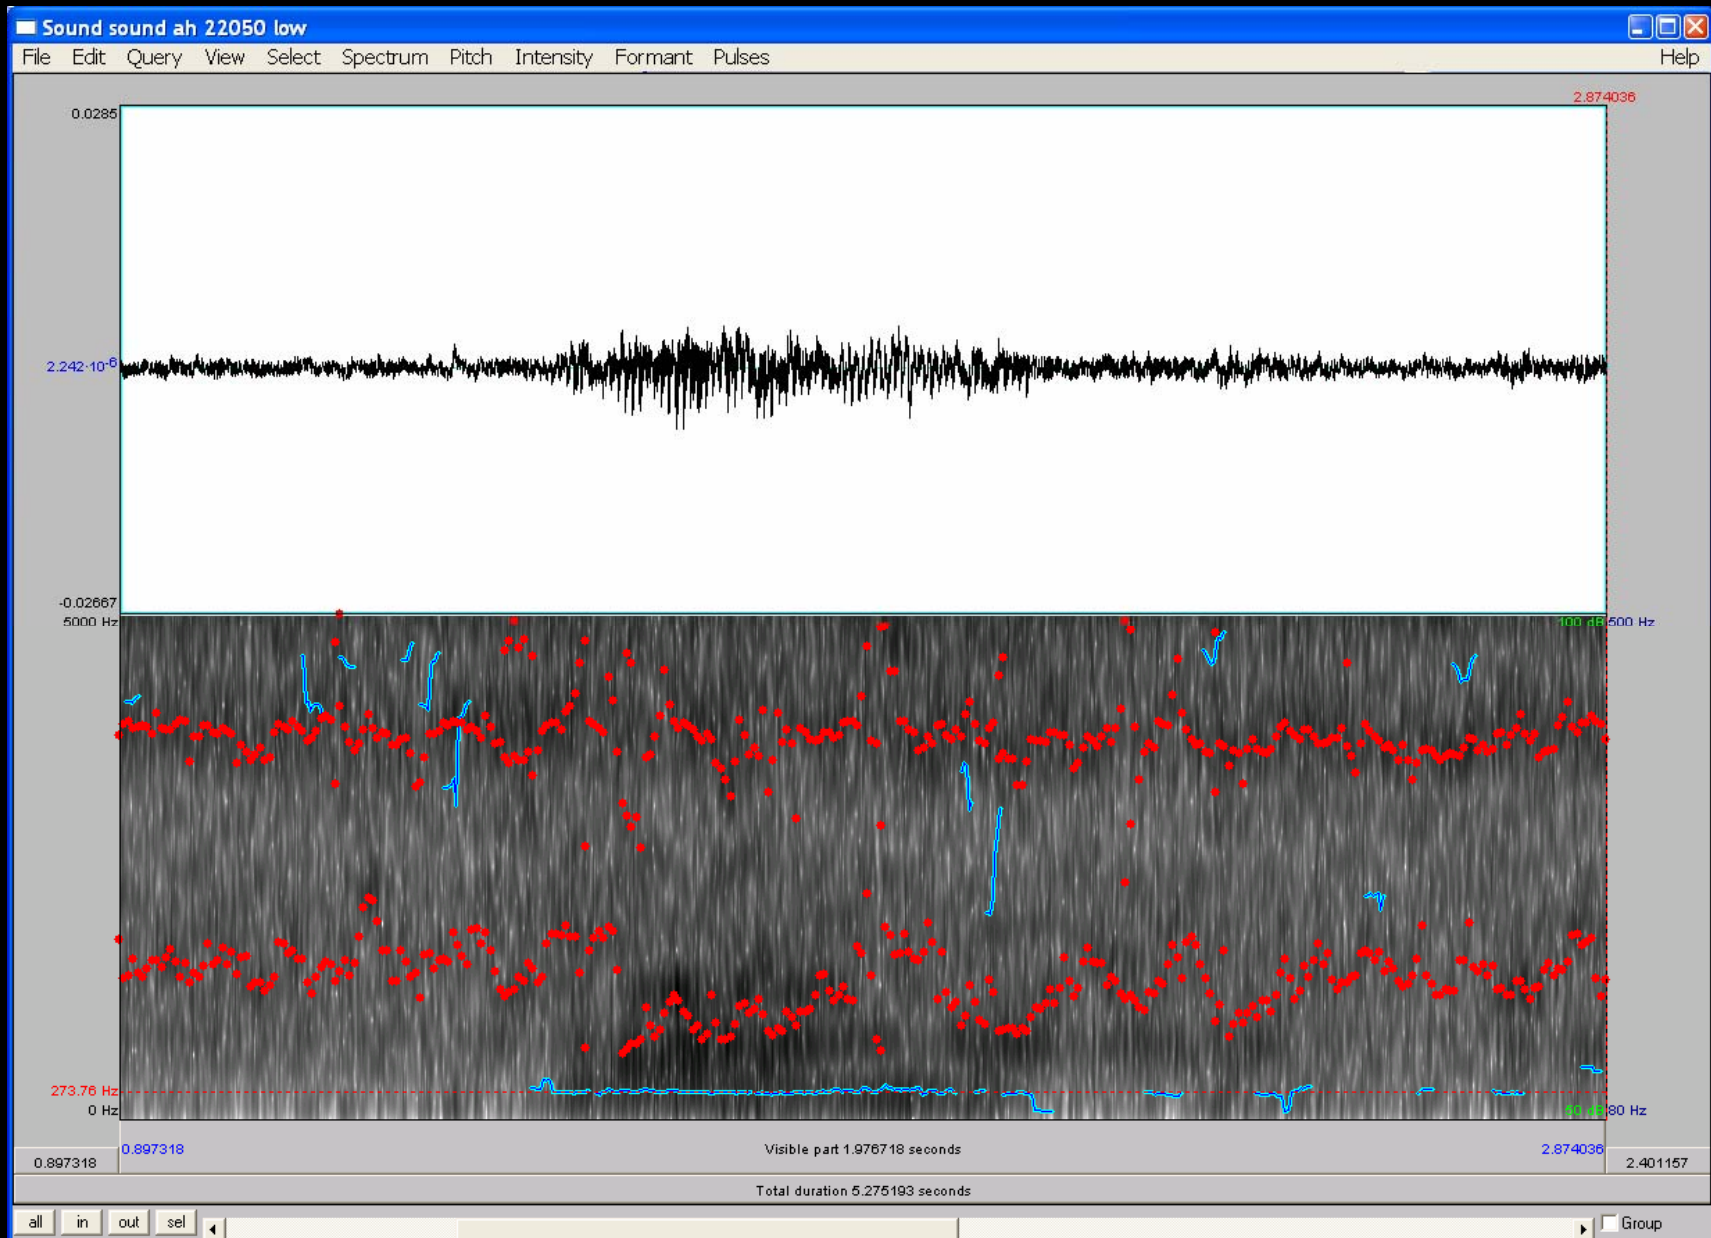 Sound sound ah 22050 low
File Edit Query View Select Spectrum Pitch Intensity Formant Pulses Help
2.874036
0.0285
2.242·10-6
-0.02667
5000 Hz 100 dB 500 Hz
273.76 Hz
0 Hz 50 dB 80 Hz
0.897318 Visible part 1.976718 seconds 2.874036
0.897318 2.401157
Total duration 5.275193 seconds
all in out sel Group